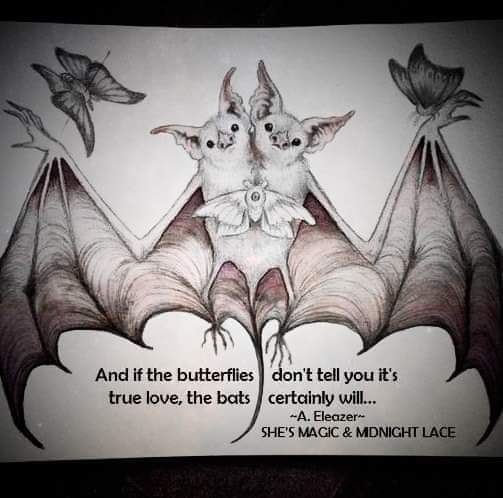 And if the butterflies don't tell you it's
true love, the bats certainly will...
~A. Eleazer~
SHE'S MAGIC & MIDNIGHT LACE